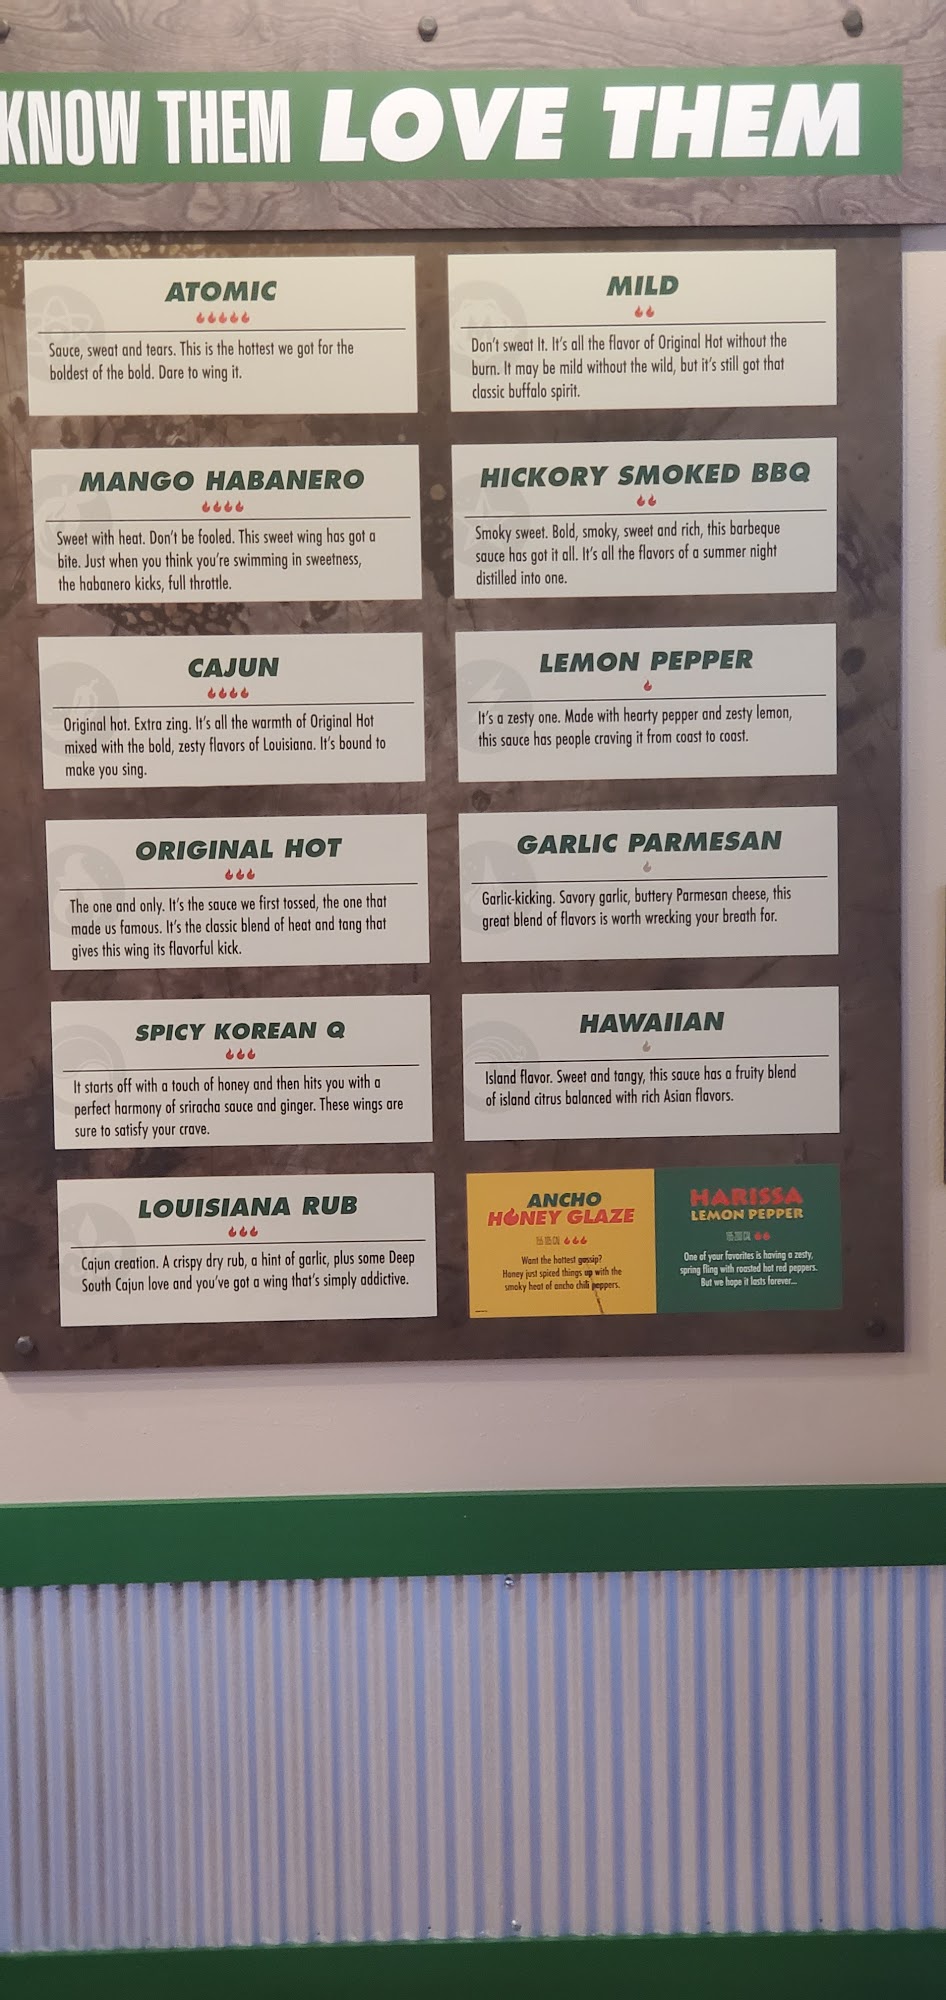 KNOW THEM LOVE THEM
ATOMIC
Sauce, sweat and tears. This is the hottest we got for the
boldest of the bold. Dare to wing it.
MANGO HABANERO
Sweet with heat. Don't be fooled. This sweet wing has got a
bite. Just when you think you're swimming in sweetness,
the habanero kicks, full throttle.
CAJUN
Original hot. Extra zing. It's all the warmth of Original Hot
mixed with the bold, zesty flavors of Louisiana. It's bound to
make you sing.
ORIGINAL HOT
The one and only. It's the sauce we first tossed, the one that
made us famous. It's the classic blend of heat and tang that
gives this wing its flavorful kick.
SPICY KOREAN Q
It starts off with a touch of honey and then hits you with a
perfect harmony of sriracha sauce and ginger. These wings are
sure to satisfy your crave.
LOUISIANA RUB
Cajun creation. A crispy dry rub, a hint of garlic, plus some Deep
South Cajun love and you've got a wing that's simply addictive.
MILD
Don't sweat It. It's all the flavor of Original Hot without the
burn. It may be mild without the wild, but it's still got that
classic buffalo spirit.
HICKORY SMOKED BBQ
Smoky sweet. Bold, smoky, sweet and rich, this barbeque
sauce has got it all. It's all the flavors of a summer night
distilled into one.
LEMON PEPPER
It's a zesty one. Made with hearty pepper and zesty lemon,
this sauce has people craving it from coast to coast.
GARLIC PARMESAN
Garlic-kicking. Savory garlic, buttery Parmesan cheese, this
great blend of flavors is worth wrecking your breath for.
HAWAIIAN
Island flavor. Sweet and tangy, this sauce has a fruity blend
of island citrus balanced with rich Asian flavors.
ANCHO
HONEY GLAZE
CAL
Want the hottest gossip?
Honey just spiced things up with the
smoky heat of ancho chili peppers.
HARISSA
LEMON PEPPER
CAL
One of your favorites is having a zesty,
spring fling with roasted hot red peppers.
But we hope it lasts forever...